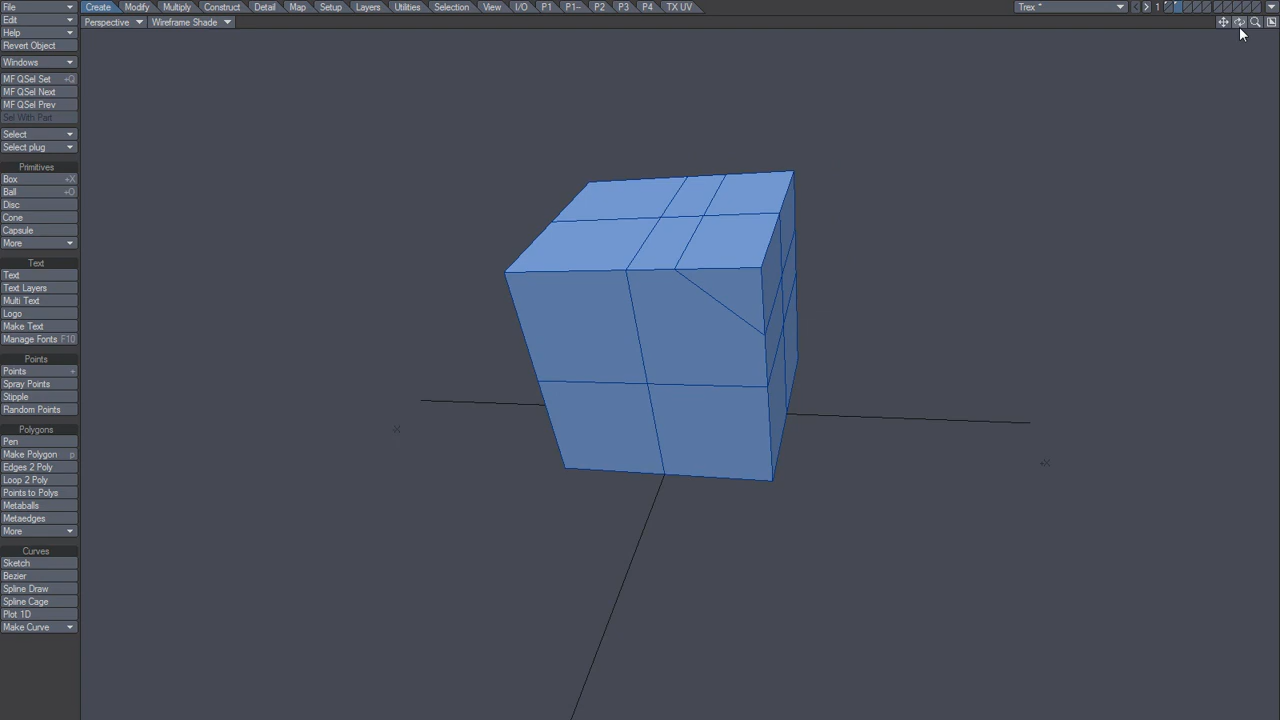 File
Create Modify Multiply Construct Detail Map Setup Layers Utilities Selection View I/O P1 P1-- P2 P3 P4 TX UV
Trex * 1
Edit
Perspective Wireframe Shade
Help
Revert Object
Windows
MF QSel Set +Q
MF QSel Next
MF QSel Prev
Sel With Part
Select
Select plug
Primitives
Box +X
Ball +O
Disc
Cone
Capsule
More
Text
Text
Text Layers
Multi Text
Logo
Make Text
Manage Fonts F10
Points
Points +
Spray Points
Stipple
Random Points
Polygons
Pen
Make Polygon p
Edges 2 Poly
Loop 2 Poly
Points to Polys
Metaballs
Metaedges
More
Curves
Sketch
Bezier
Spline Draw
Spline Cage
Plot 1D
Make Curve